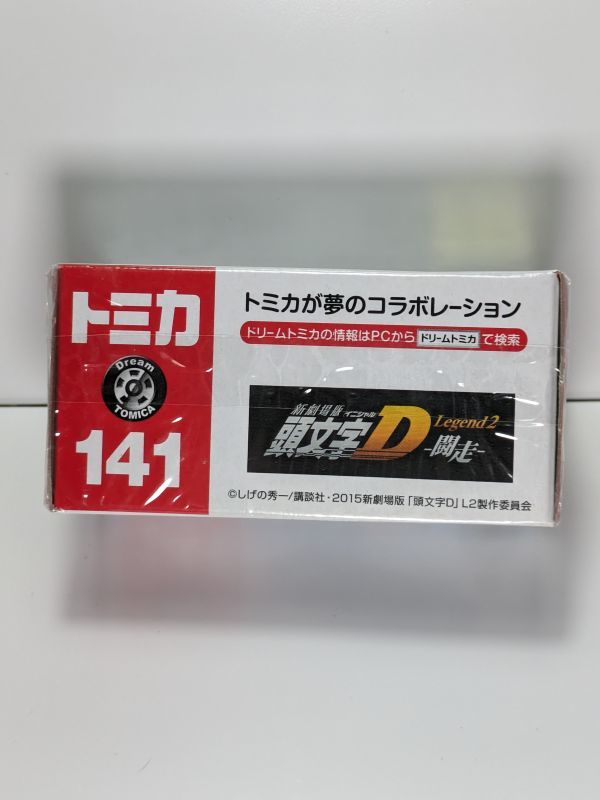 トミカ
Dream
TOMICA
141
トミカが夢のコラボレーション
ドリームトミカの情報はPCから ドリームトミカ で検索
新劇場版 イニシャル
頭文字D Legend2
-闘走-
©しげの秀一/講談社・2015新劇場版「頭文字D」L2製作委員会